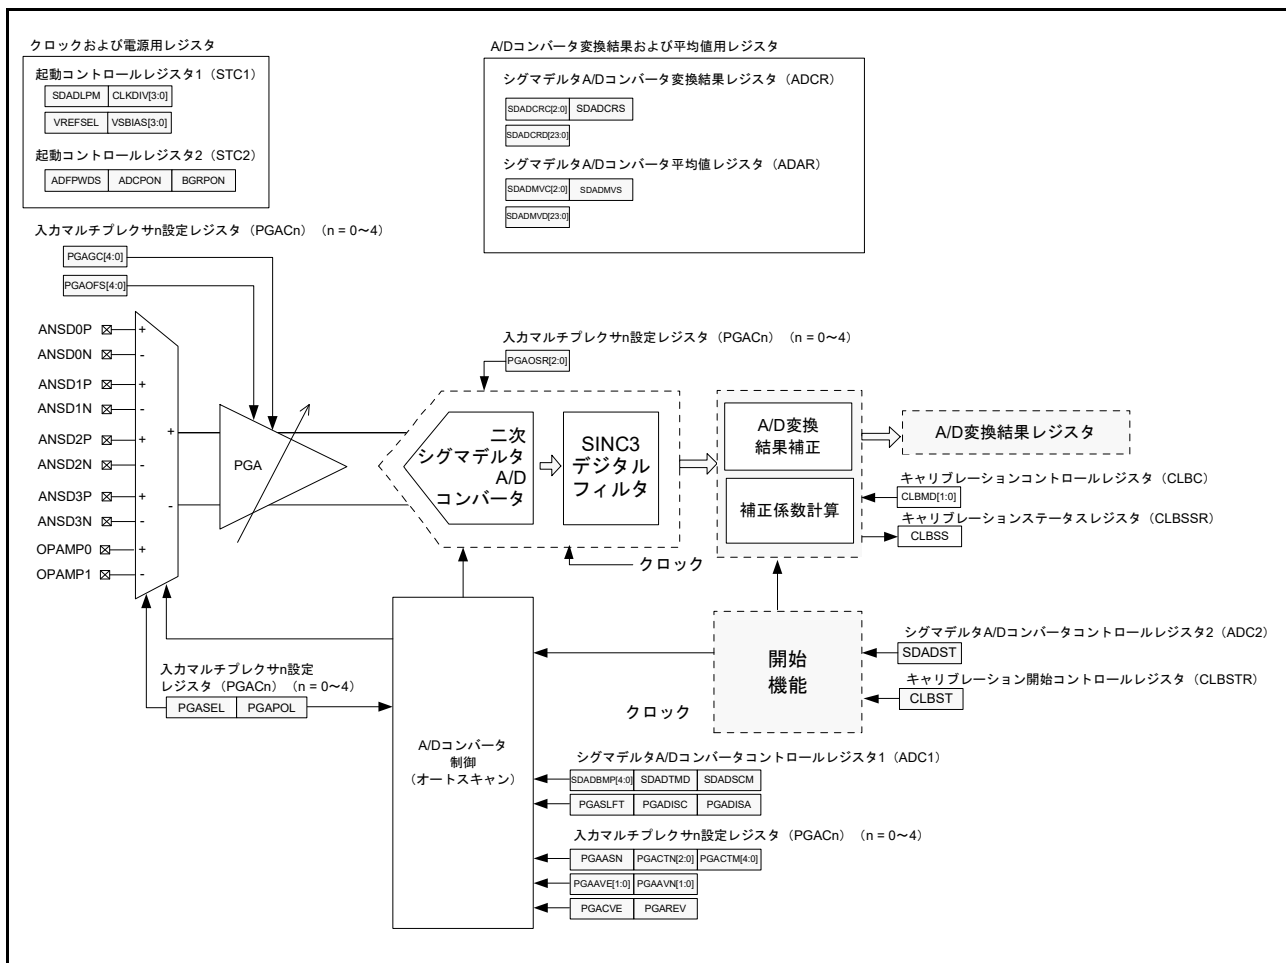 クロックおよび電源用レジスタ
起動コントロールレジスタ1（STC1）
SDADLPM CLKDIV[3:0]
VREFSEL VSBIAS[3:0]
起動コントロールレジスタ2（STC2）
ADFPWDS ADCPON BGRPON
A/Dコンバータ変換結果および平均値用レジスタ
シグマデルタA/Dコンバータ変換結果レジスタ（ADCR）
SDADCRC[2:0] SDADCRS
SDADCRD[23:0]
シグマデルタA/Dコンバータ平均値レジスタ（ADAR）
SDADMVC[2:0] SDADMVS
SDADMVD[23:0]
入力マルチプレクサn設定レジスタ（PGACn）（n = 0～4）
PGAGC[4:0]
PGAOFS[4:0]
ANSD0P +
ANSD0N -
ANSD1P +
ANSD1N -
ANSD2P +
ANSD2N -
ANSD3P +
ANSD3N -
OPAMP0 +
OPAMP1 -
+
-
PGA
入力マルチプレクサn設定レジスタ（PGACn）（n = 0～4）
PGAOSR[2:0]
二次
シグマデルタ
A/D
コンバータ
SINC3
デジタル
フィルタ
クロック
A/D変換
結果補正
補正係数計算
A/D変換結果レジスタ
キャリブレーションコントロールレジスタ（CLBC）
CLBMD[1:0]
キャリブレーションステータスレジスタ（CLBSSR）
CLBSS
開始
機能
シグマデルタA/Dコンバータコントロールレジスタ2（ADC2）
SDADST
キャリブレーション開始コントロールレジスタ（CLBSTR）
CLBST
入力マルチプレクサn設定
レジスタ（PGACn）（n = 0～4）
PGASEL PGAPOL
A/Dコンバータ
制御
（オートスキャン）
クロック
シグマデルタA/Dコンバータコントロールレジスタ1（ADC1）
SDADBMP[4:0] SDADTMD SDADSCM
PGASLFT PGADISC PGADISA
入力マルチプレクサn設定レジスタ（PGACn）（n = 0～4）
PGAASN PGACTN[2:0] PGACTM[4:0]
PGAAVE[1:0] PGAAVN[1:0]
PGACVE PGAREV